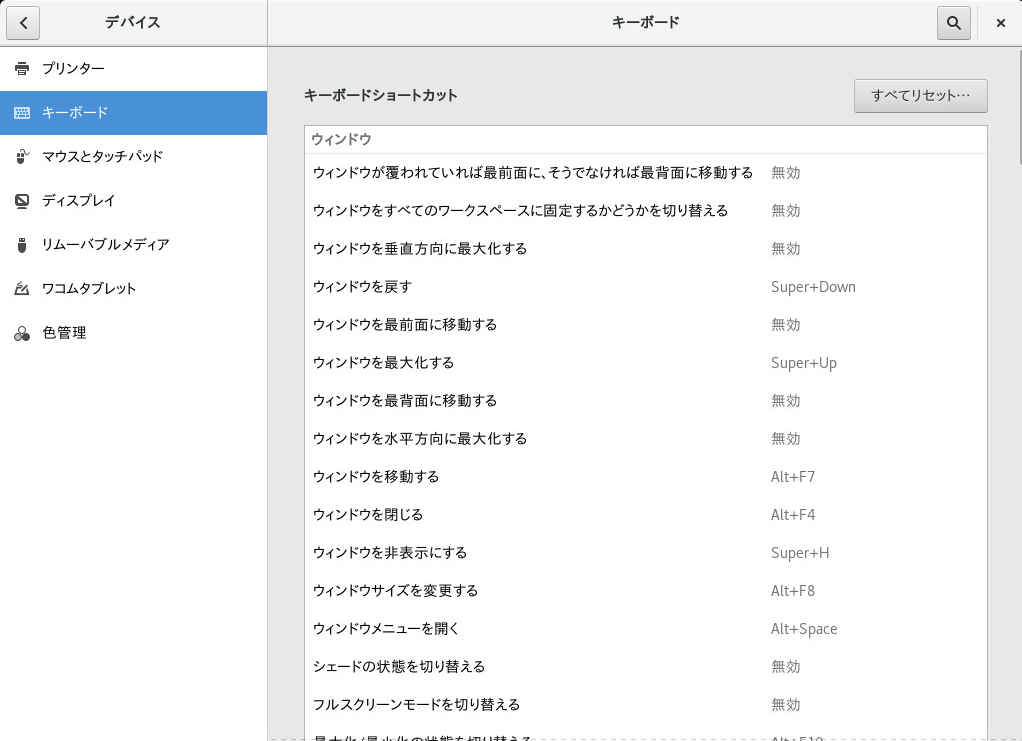 デバイス
キーボード
プリンター
キーボード
マウスとタッチパッド
ディスプレイ
リムーバブルメディア
ワコムタブレット
色管理
キーボードショートカット
すべてリセット…
ウィンドウ
ウィンドウが覆われていれば最前面に、そうでなければ最背面に移動する 無効
ウィンドウをすべてのワークスペースに固定するかどうかを切り替える 無効
ウィンドウを垂直方向に最大化する 無効
ウィンドウを戻す Super+Down
ウィンドウを最前面に移動する 無効
ウィンドウを最大化する Super+Up
ウィンドウを最背面に移動する 無効
ウィンドウを水平方向に最大化する 無効
ウィンドウを移動する Alt+F7
ウィンドウを閉じる Alt+F4
ウィンドウを非表示にする Super+H
ウィンドウサイズを変更する Alt+F8
ウィンドウメニューを開く Alt+Space
シェードの状態を切り替える 無効
フルスクリーンモードを切り替える 無効
最大化/最小化の状態を切り替える Alt+F10